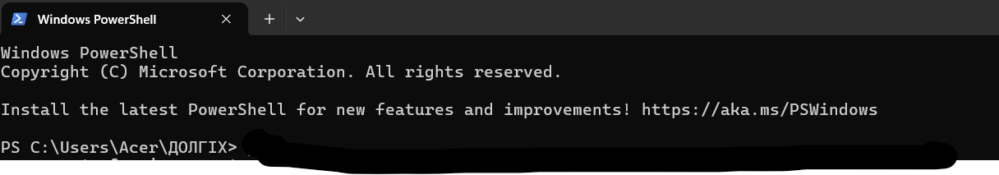 Windows PowerShell
Windows PowerShell
Copyright (C) Microsoft Corporation. All rights reserved.
Install the latest PowerShell for new features and improvements! https://aka.ms/PSWindows
PS C:\Users\Acer\ДОЛГІХ>